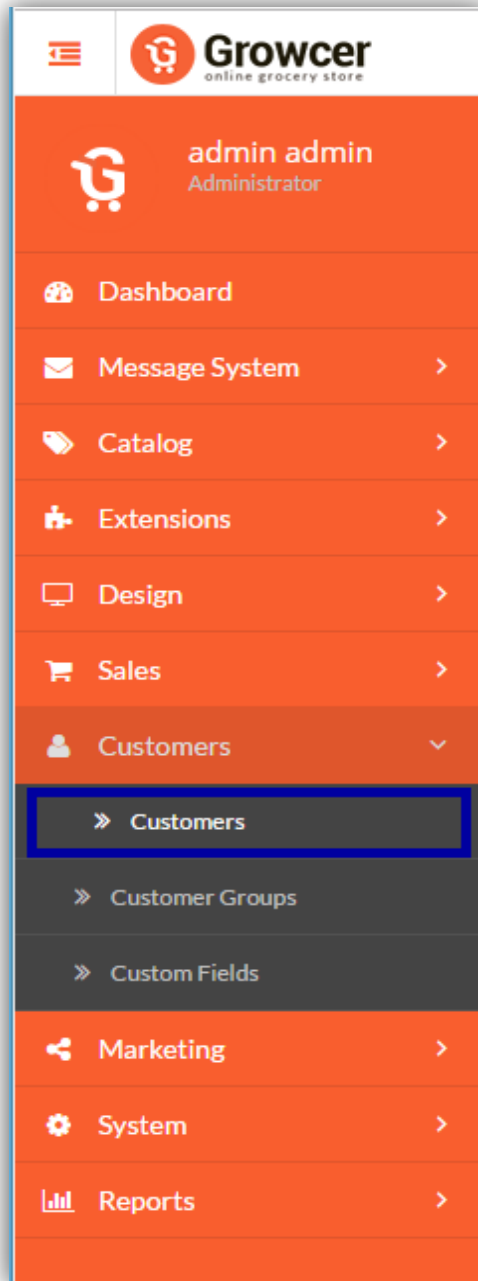 Growcer
online grocery store
admin admin
Administrator
Dashboard
Message System
Catalog
Extensions
Design
Sales
Customers
Customers
Customer Groups
Custom Fields
Marketing
System
Reports